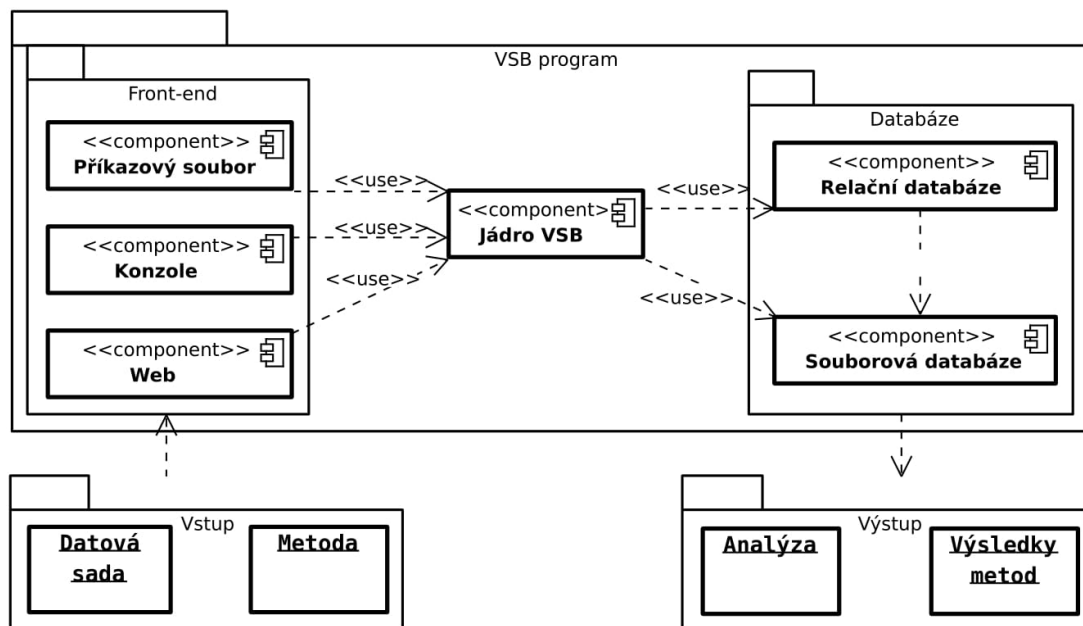 VSB program
Front-end
<<component>>
Příkazový soubor
<<component>>
Konzole
<<component>>
Web
<<use>>
<<use>>
<<use>>
<<component>
Jádro VSB
<<use>>
<<use>>
Databáze
<<component>>
Relační databáze
<<component>>
Souborová databáze
Vstup
Datová
sada
Metoda
Výstup
Analýza
Výsledky
metod